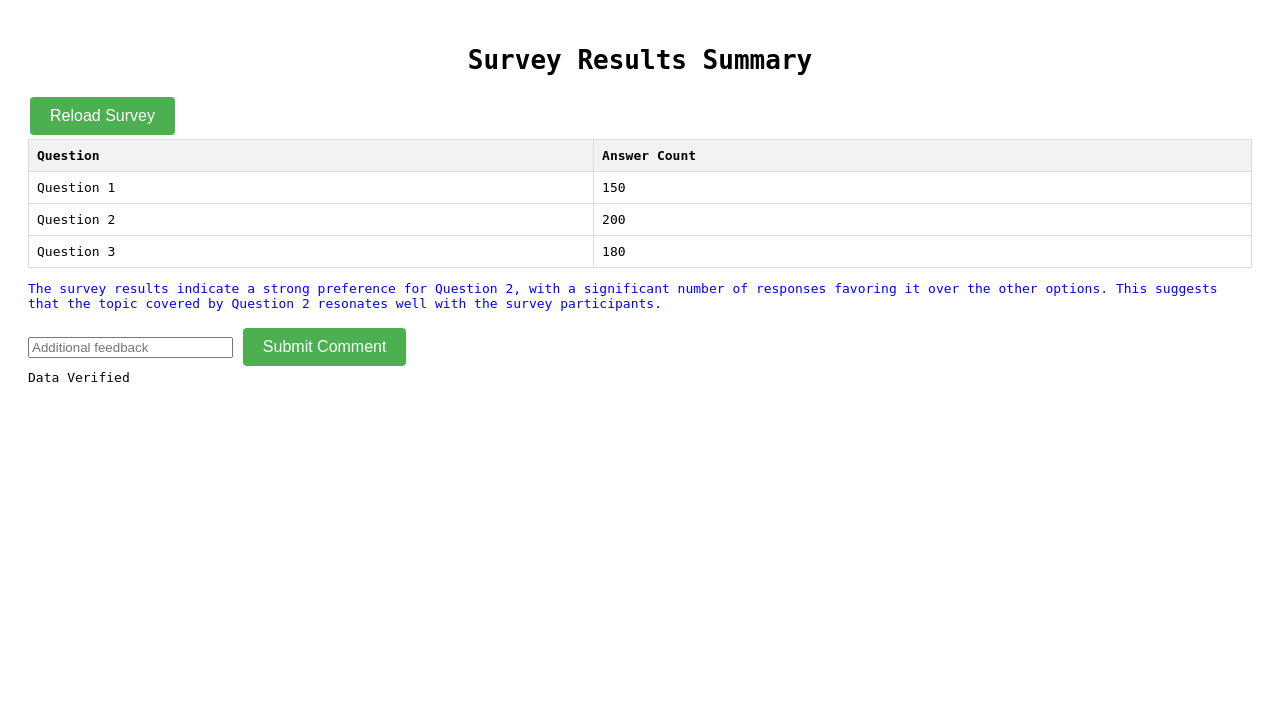 Survey Results Summary
Reload Survey
Question Answer Count
Question 1 150
Question 2 200
Question 3 180
The survey results indicate a strong preference for Question 2, with a significant number of responses favoring it over the other options. This suggests
that the topic covered by Question 2 resonates well with the survey participants.
Additional feedback Submit Comment
Data Verified